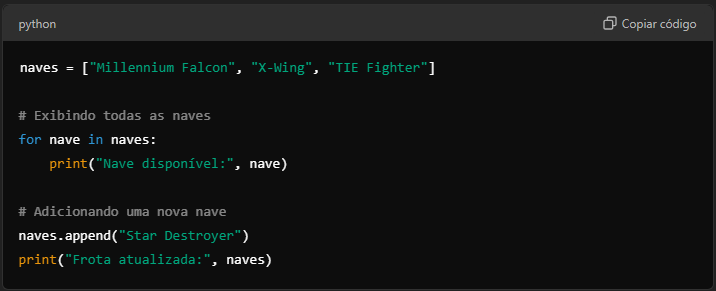 python
Copiar código
naves = ["Millennium Falcon", "X-Wing", "TIE Fighter"]
# Exibindo todas as naves
for nave in naves:
    print("Nave disponível:", nave)
# Adicionando uma nova nave
naves.append("Star Destroyer")
print("Frota atualizada:", naves)